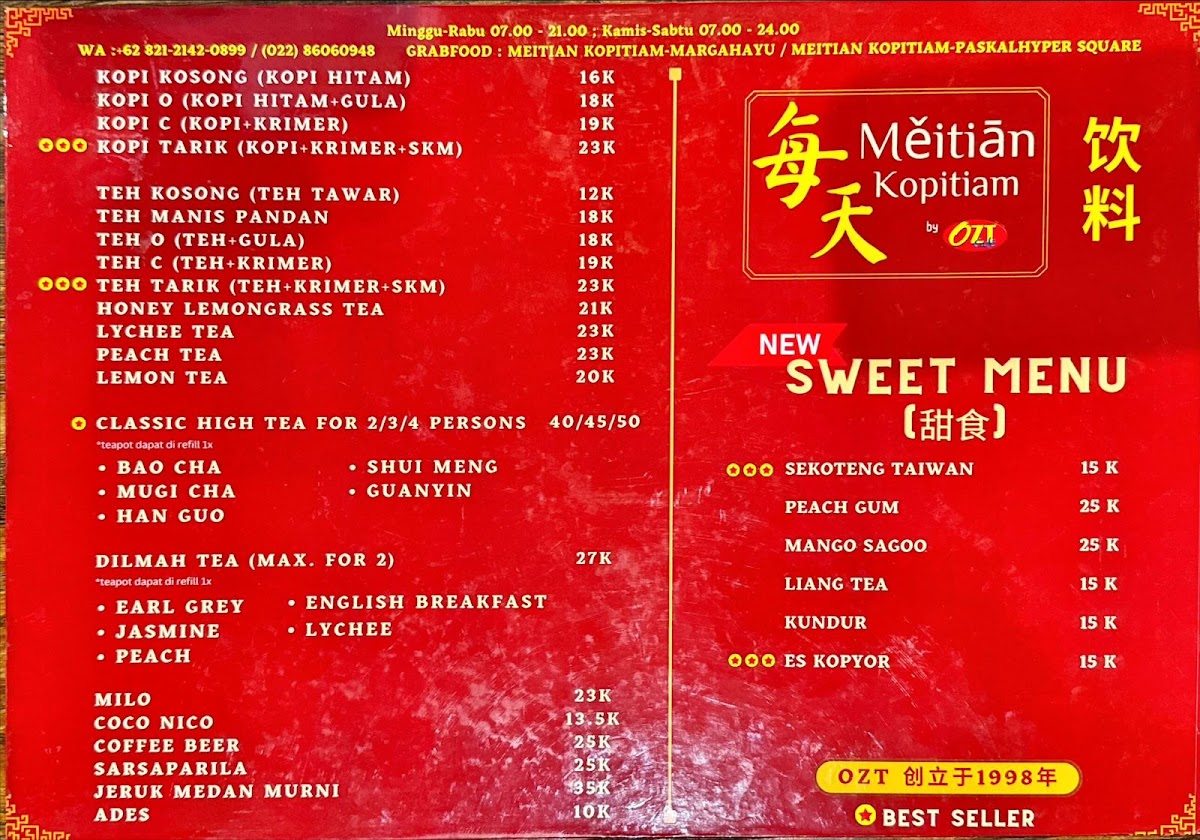 Minggu-Rabu 07.00 - 21.00 ; Kamis-Sabtu 07.00 - 24.00
WA :+62 821-2142-0899 / (022) 86060948 GRABFOOD : MEITIAN KOPITIAM-MARGAHAYU / MEITIAN KOPITIAM-PASKALHYPER SQUARE
KOPI KOSONG (KOPI HITAM) 16K
KOPI O (KOPI HITAM+GULA) 18K
KOPI C (KOPI+KRIMER) 19K
KOPI TARIK (KOPI+KRIMER+SKM) 23K
TEH KOSONG (TEH TAWAR) 12K
TEH MANIS PANDAN 18K
TEH O (TEH+GULA) 18K
TEH C (TEH+KRIMER) 19K
TEH TARIK (TEH+KRIMER+SKM) 23K
HONEY LEMONGRASS TEA 21K
LYCHEE TEA 23K
PEACH TEA 23K
LEMON TEA 20K
CLASSIC HIGH TEA FOR 2/3/4 PERSONS 40/45/50
*teapot dapat di refill 1x
• BAO CHA • SHUI MENG
• MUGI CHA • GUANYIN
• HAN GUO
DILMAH TEA (MAX. FOR 2) 27K
*teapot dapat di refill 1x
• EARL GREY • ENGLISH BREAKFAST
• JASMINE • LYCHEE
• PEACH
MILO 23K
COCO NICO 13.5K
COFFEE BEER 25K
SARSAPARILA 25K
JERUK MEDAN MURNI 35K
ADES 10K
每天
Měitiān
Kopitiam
by OZT
饮料
NEW
SWEET MENU
(甜食)
SEKOTENG TAIWAN 15 K
PEACH GUM 25 K
MANGO SAGOO 25 K
LIANG TEA 15 K
KUNDUR 15 K
ES KOPYOR 15 K
OZT 创立于1998年
BEST SELLER